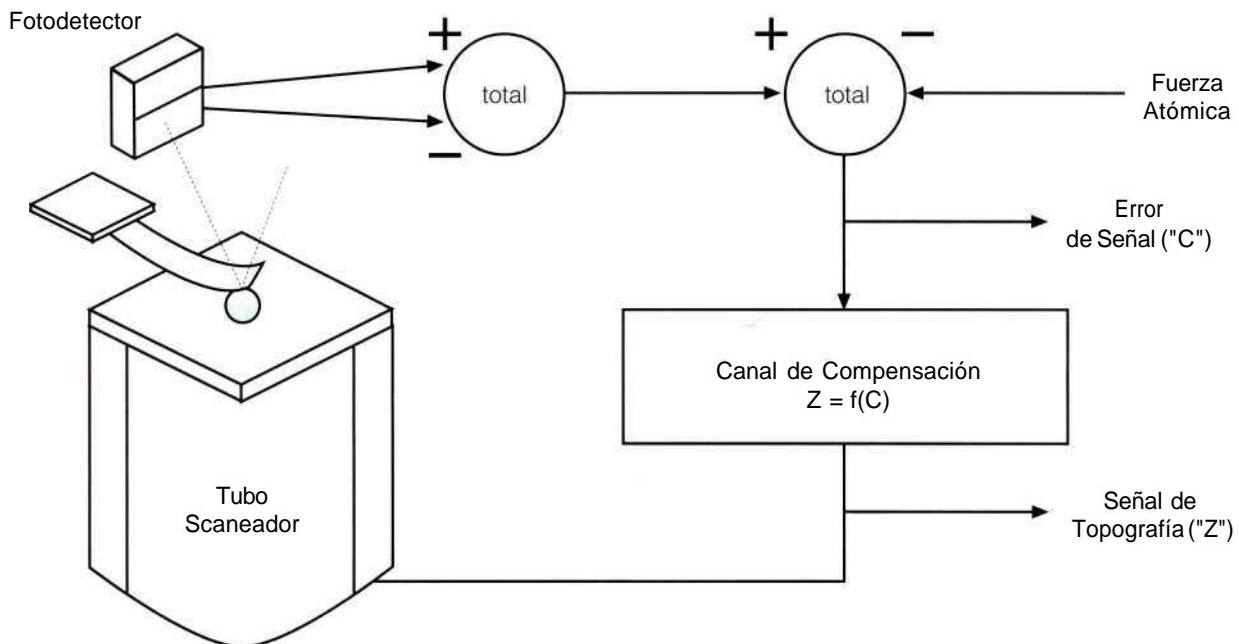 Fotodetector
+
−
total
+
−
total
Fuerza
Atómica
Error
de Señal ("C")
Canal de Compensación
Z = f(C)
Tubo
Scaneador
Señal de
Topografía ("Z")